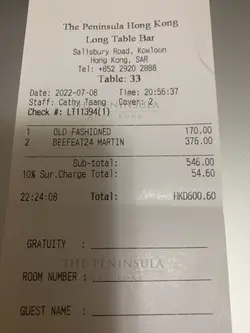 The Peninsula Hong Kong
Long Table Bar
Salisbury Road, Kowloon
Hong Kong, SAR
Tel: +852 2920 2888
Table: 33
Date: 2022-07-08 Time: 20:56:37
Staff: Cathy Tsang Cover: 2
Check #: LT11394(1)
1 OLD FASHIONED 170.00
2 BEEFEAT24 MARTIN 376.00
Sub-total: 546.00
10% Sur.Charge Total: 54.60
22:24:08 Total: HKD600.60
GRATUITY :
THE PENINSULA
ROOM NUMBER :
GUEST NAME :